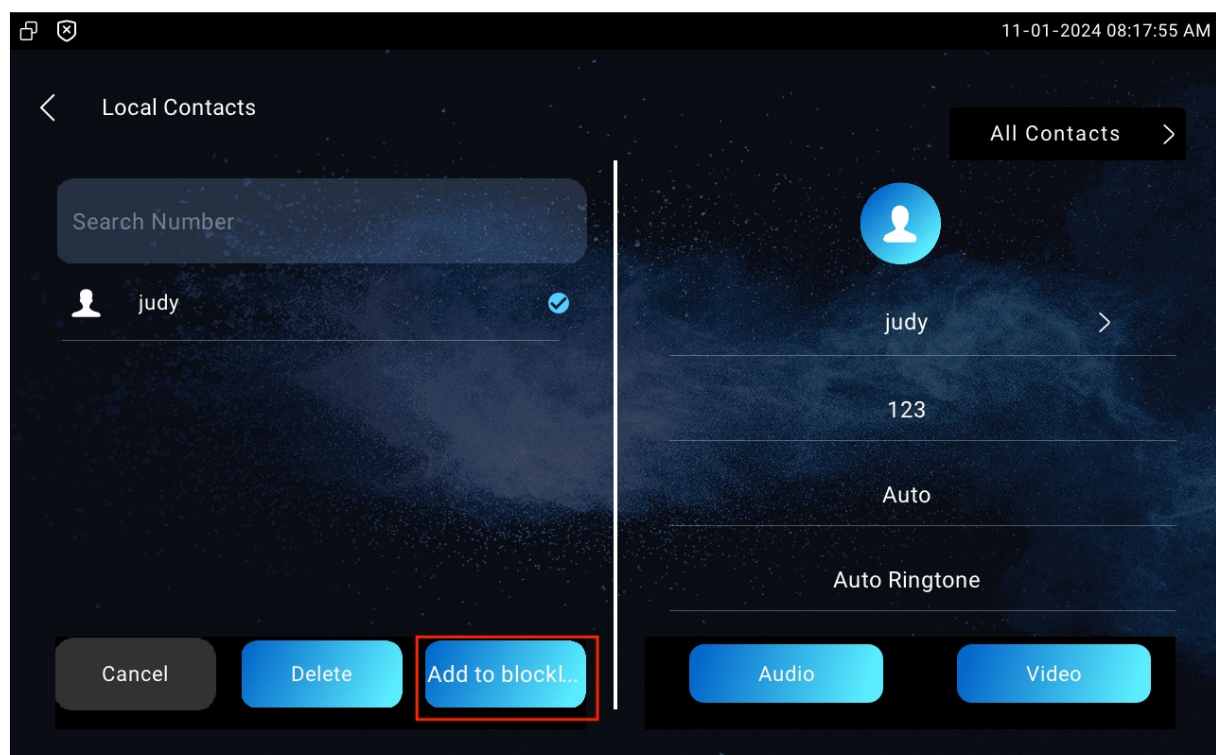 11-01-2024 08:17:55 AM
Local Contacts
All Contacts
Search Number
judy
judy
123
Auto
Auto Ringtone
Cancel
Delete
Add to blockl...
Audio
Video